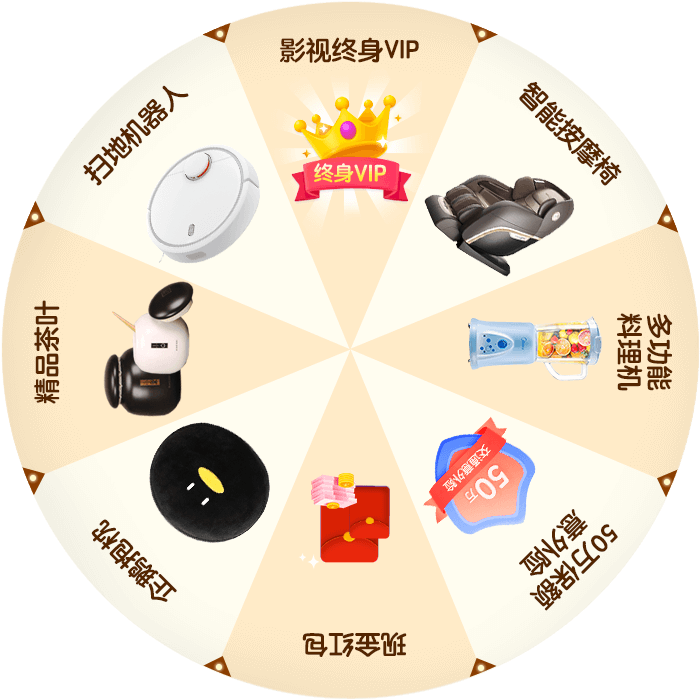 影视终身VIP
终身VIP
智能按摩椅
多功能
料理机
50万保额
意外险
交通意外险
50万
现金红包
企鹅抱枕
精品茶叶
扫地机器人